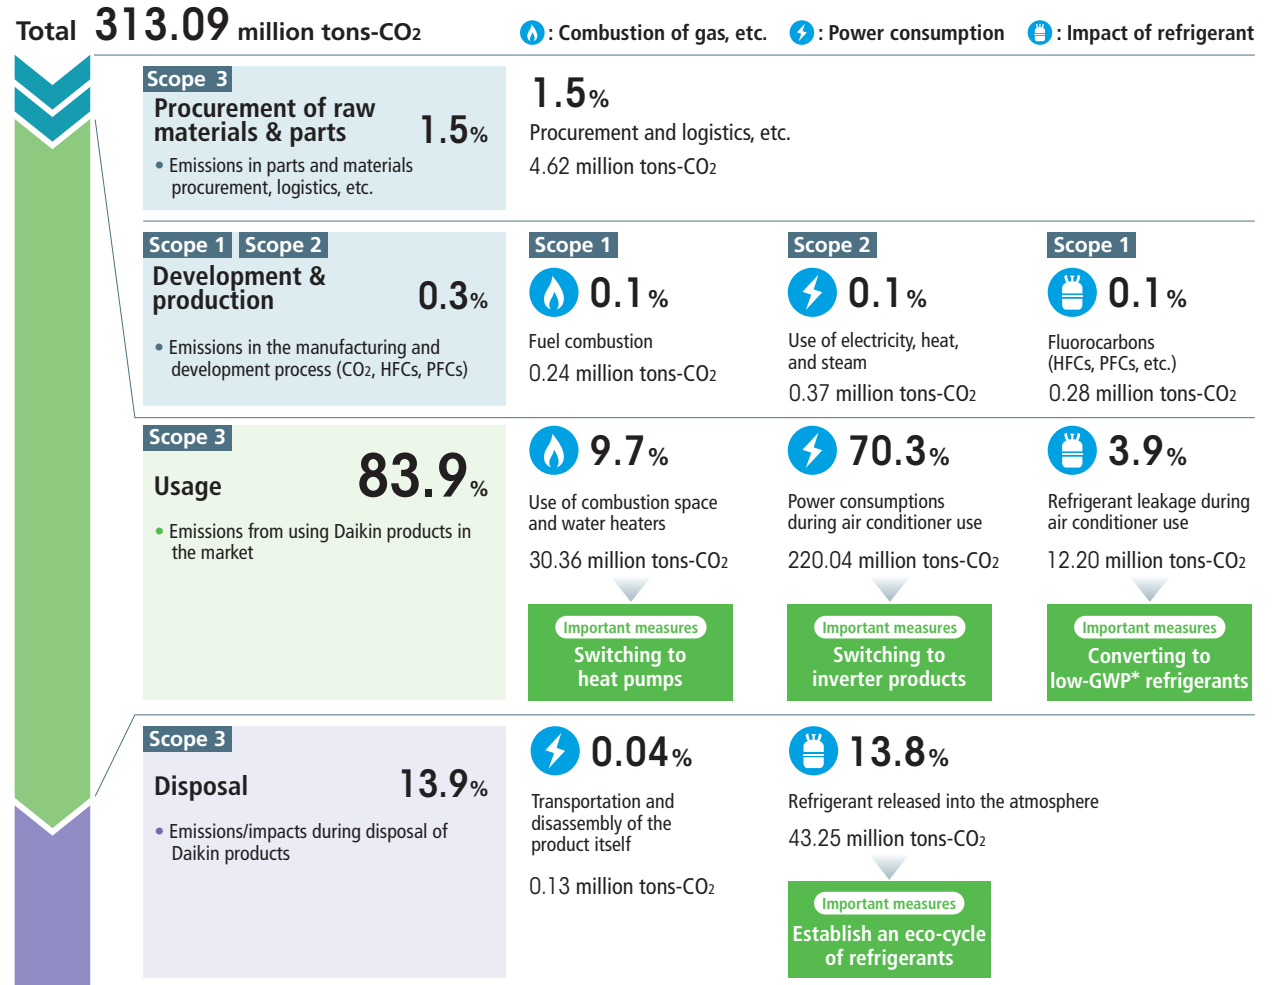 Total 313.09 million tons-CO2
: Combustion of gas, etc. : Power consumption : Impact of refrigerant
Scope 3
Procurement of raw
materials & parts 1.5%
• Emissions in parts and materials
procurement, logistics, etc.
1.5%
Procurement and logistics, etc.
4.62 million tons-CO2
Scope 1 Scope 2
Development &
production 0.3%
• Emissions in the manufacturing and
development process (CO2, HFCs, PFCs)
Scope 1
0.1%
Fuel combustion
0.24 million tons-CO2
Scope 2
0.1%
Use of electricity, heat,
and steam
0.37 million tons-CO2
Scope 1
0.1%
Fluorocarbons
(HFCs, PFCs, etc.)
0.28 million tons-CO2
Scope 3
Usage 83.9%
• Emissions from using Daikin products in
the market
9.7%
Use of combustion space
and water heaters
30.36 million tons-CO2
Important measures
Switching to
heat pumps
70.3%
Power consumptions
during air conditioner use
220.04 million tons-CO2
Important measures
Switching to
inverter products
3.9%
Refrigerant leakage during
air conditioner use
12.20 million tons-CO2
Important measures
Converting to
low-GWP* refrigerants
Scope 3
Disposal 13.9%
• Emissions/impacts during disposal of
Daikin products
0.04%
Transportation and
disassembly of the
product itself
0.13 million tons-CO2
13.8%
Refrigerant released into the atmosphere
43.25 million tons-CO2
Important measures
Establish an eco-cycle
of refrigerants